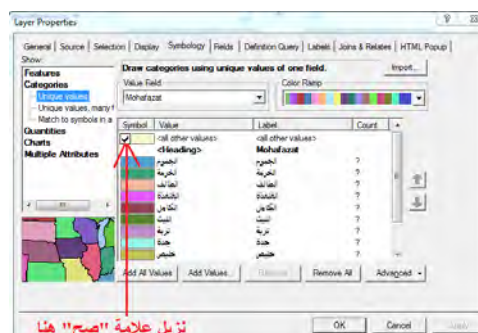 Layer Properties
General | Source | Selection | Display | Symbology | Fields | Definition Query | Labels | Joins & Relates | HTML Popup
Show:
Features
Categories
Unique values
Unique values, many f
Match to symbols in a
Quantities
Charts
Multiple Attributes
Draw categories using unique values of one field.
Import...
Value Field
Color Ramp
Mohafazat
Symbol Value Label Count
<all other values> <all other values>
<Heading> Mohafazat
الجموم الجموم ?
الخرمة الخرمة ?
الطائف الطائف ?
القنفذة القنفذة ?
الكامل الكامل ?
الليث الليث ?
تربة تربة ?
جدة جدة ?
خليص خليص ?
Add All Values Add Values... Remove Remove All Advanced
نزيل علامة "صح" هنا
OK Cancel Apply